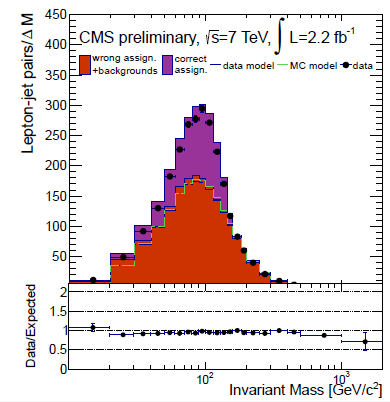 CMS preliminary, √s=7 TeV, ∫ L=2.2 fb⁻¹
wrong assign. +backgrounds
correct assign.
data model
MC model
data
Lepton-jet pairs/Δ M
450
400
350
300
250
200
150
100
50
Data/Expected
2
1.5
1
0.5
0
10²
10³
Invariant Mass [GeV/c²]